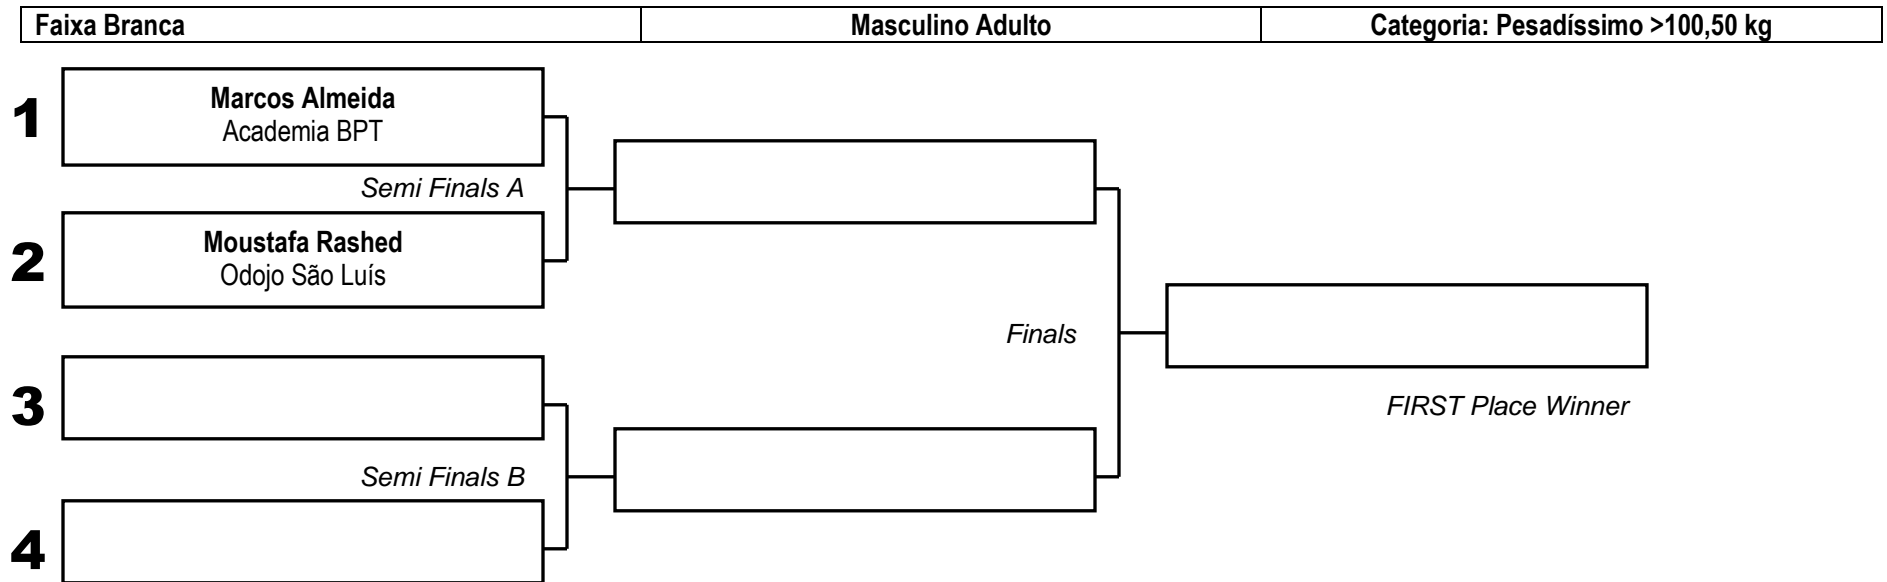 Faixa Branca
Masculino Adulto
Categoria: Pesadíssimo >100,50 kg
1
Marcos Almeida
Academia BPT
Semi Finals A
2
Moustafa Rashed
Odojo São Luís
Finals
FIRST Place Winner
3
Semi Finals B
4